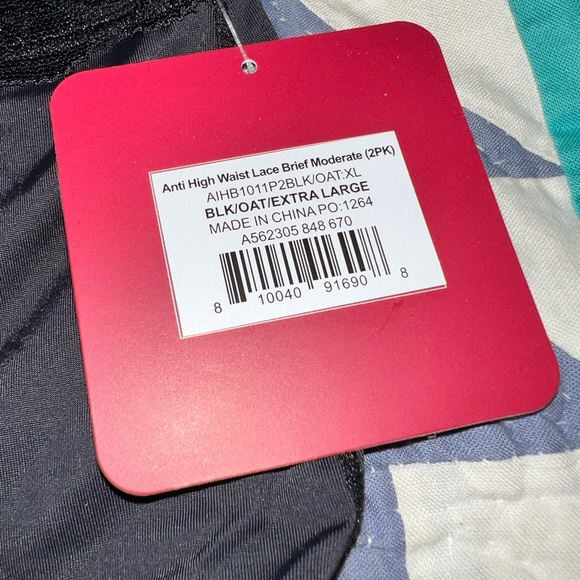 Anti High Waist Lace Brief Moderate (2PK)
AIHB1011P2BLK/OAT:XL
BLK/OAT/EXTRA LARGE
MADE IN CHINA PO:1264
A562305 848 670
8 10040 91690 8